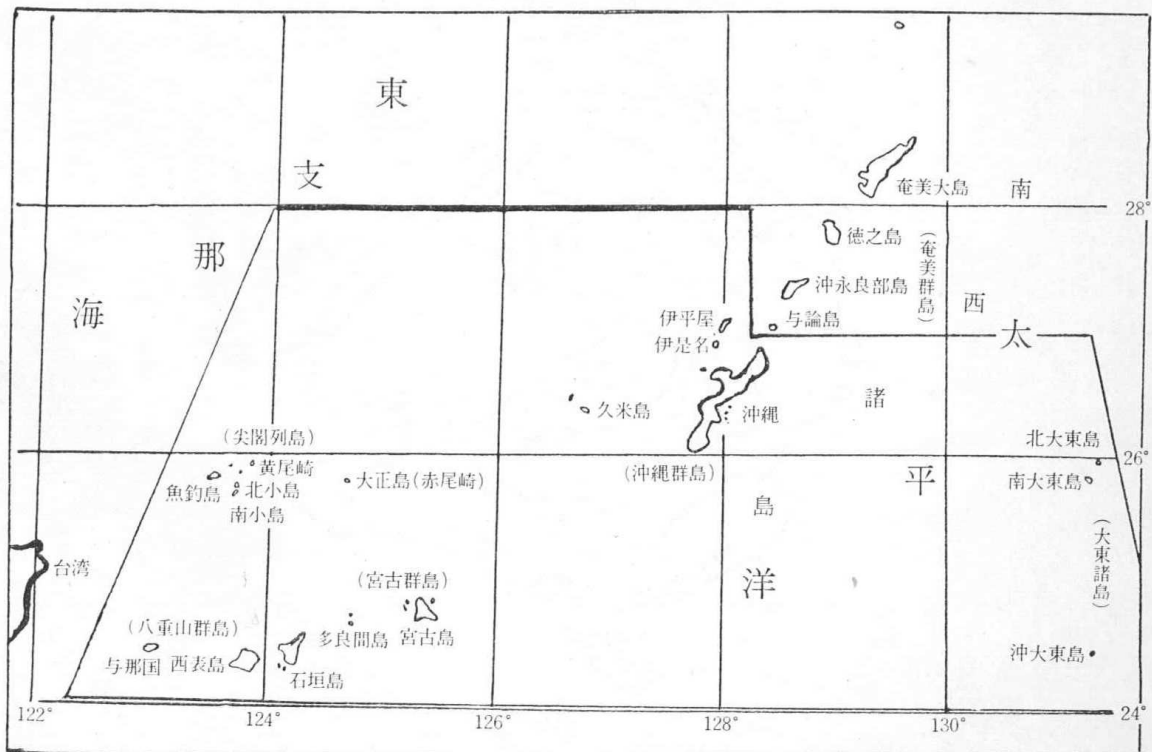 東支那海
南西諸島
太平洋
奄美大島
28°
徳之島
(奄美群島)
沖永良部島
与論島
伊平屋
伊是名
久米島
沖縄
(沖縄群島)
北大東島
26°
南大東島
(大東諸島)
沖大東島
(尖閣列島)
黄尾崎
魚釣島
北小島
南小島
大正島(赤尾崎)
台湾
(宮古群島)
(八重山群島)
多良間島
宮古島
与那国
西表島
石垣島
122°
124°
126°
128°
130°
24°